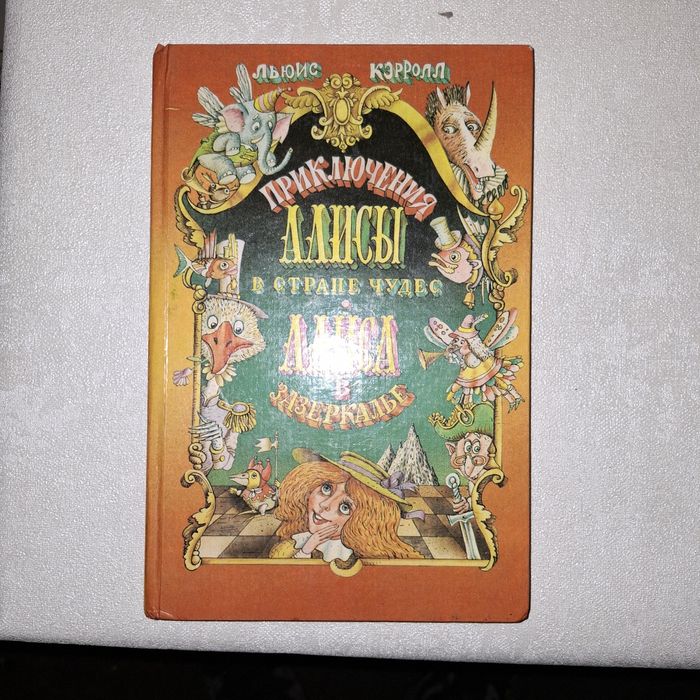 ЛЬЮИС КЭРРОЛЛ
ПРИКЛЮЧЕНИЯ
АЛИСЫ
В СТРАНЕ ЧУДЕС
АЛИСА
В
ЗАЗЕРКАЛЬЕ